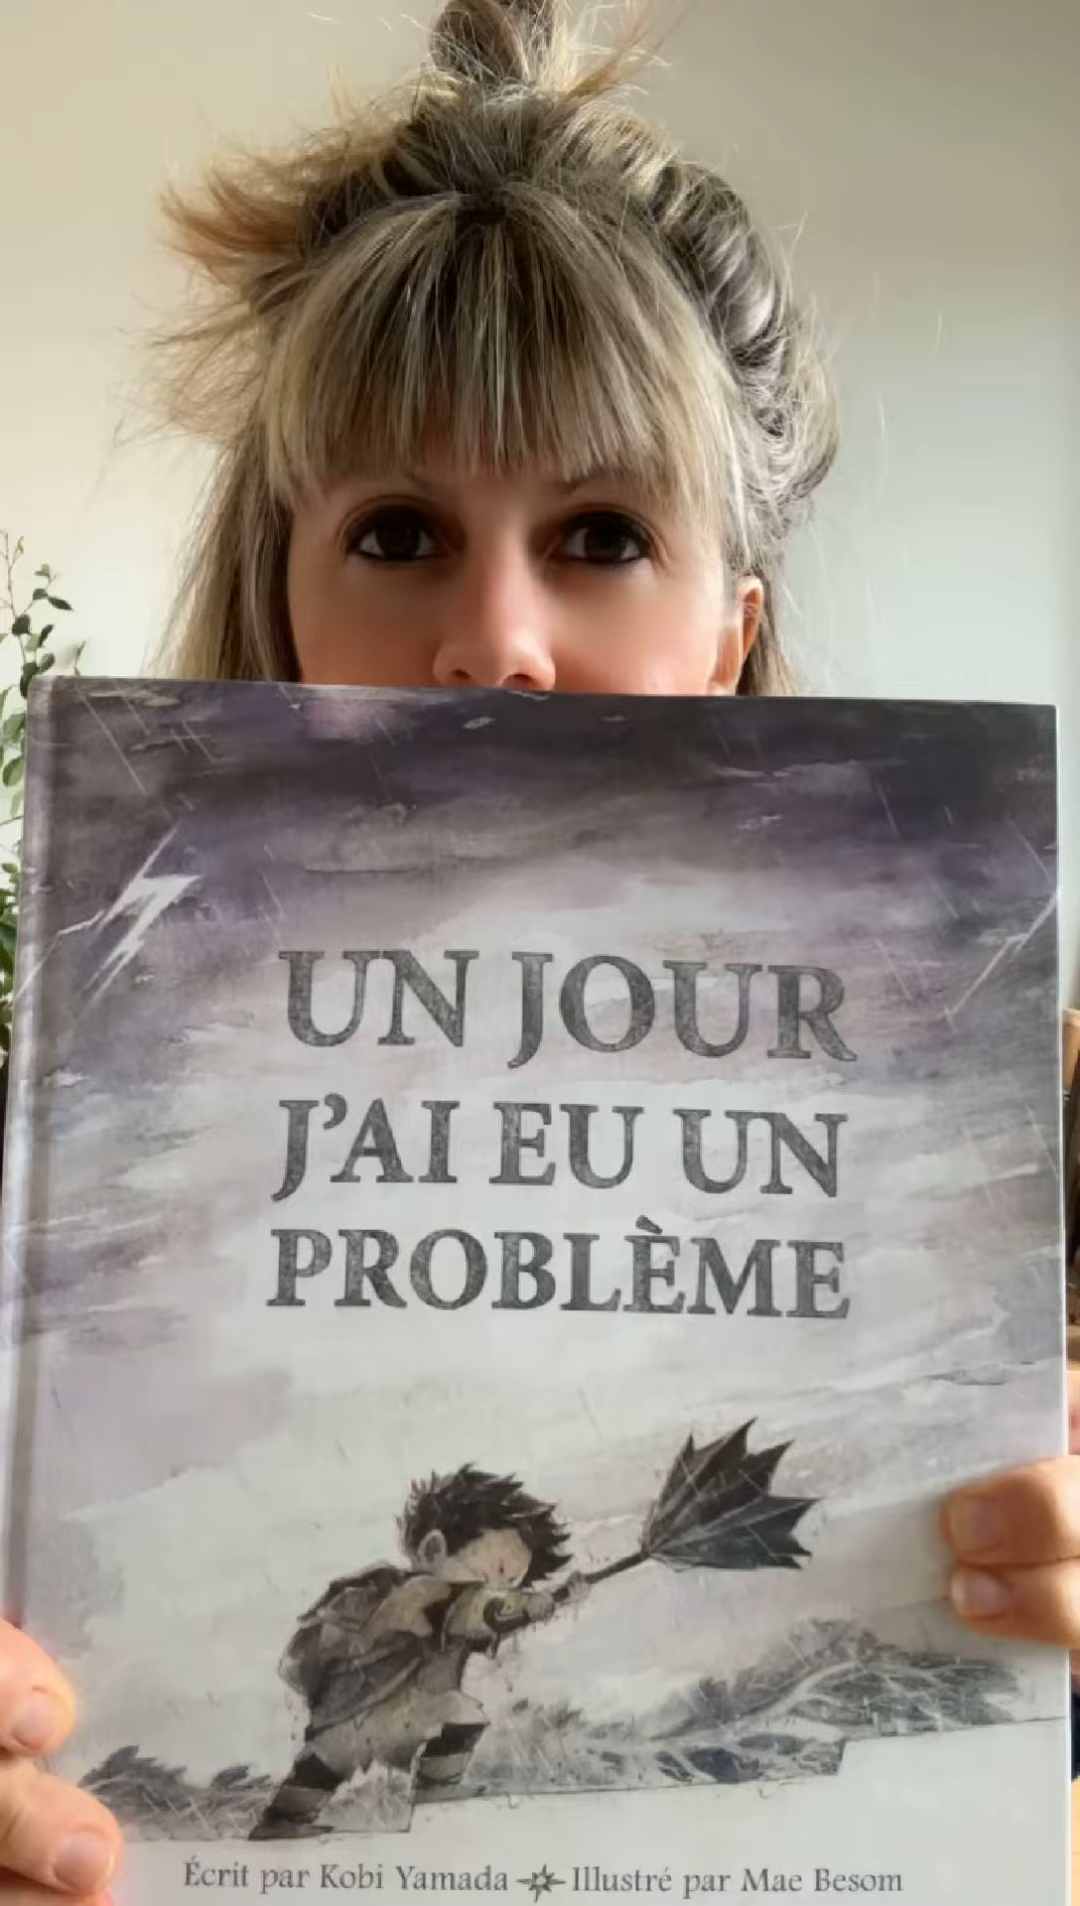 UN JOUR
J’AI EU UN
PROBLÈME
Écrit par Kobi Yamada Illustré par Mae Besom